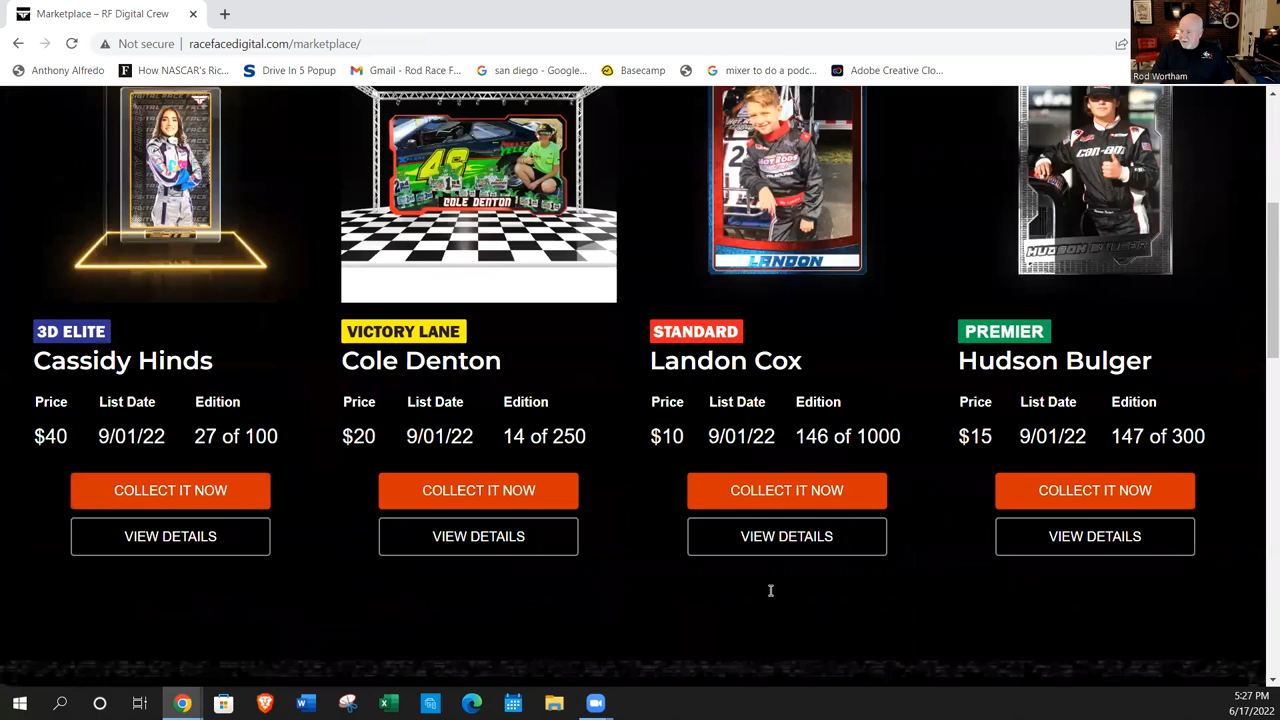 Marketplace – RF Digital Crew
Not secure
racefacedigital.com/marketplace/
Anthony Alfredo
How NASCAR's Ric...
Drive In 5 Popup
Gmail - Rod Race F...
san diego - Google...
Basecamp
mixer to do a podc...
Adobe Creative Clo...
Rod Wortham
48
COLE DENTON
HOTRODS
2
LANDON
can-am
HUDSON BULGER
3D ELITE
VICTORY LANE
STANDARD
PREMIER
Cassidy Hinds
Cole Denton
Landon Cox
Hudson Bulger
Price List Date Edition
Price List Date Edition
Price List Date Edition
Price List Date Edition
$40 9/01/22 27 of 100
$20 9/01/22 14 of 250
$10 9/01/22 146 of 1000
$15 9/01/22 147 of 300
COLLECT IT NOW
COLLECT IT NOW
COLLECT IT NOW
COLLECT IT NOW
VIEW DETAILS
VIEW DETAILS
VIEW DETAILS
VIEW DETAILS
5:27 PM
6/17/2022